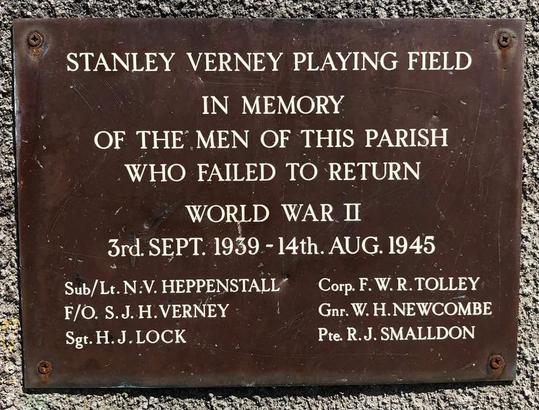 STANLEY VERNEY PLAYING FIELD
IN MEMORY
OF THE MEN OF THIS PARISH
WHO FAILED TO RETURN
WORLD WAR II
3rd. SEPT. 1939 - 14th. AUG. 1945
Sub/Lt. N.V. HEPPENSTALL
F/O. S. J. H. VERNEY
Sgt. H. J. LOCK
Corp. F. W. R. TOLLEY
Gnr. W. H. NEWCOMBE
Pte. R. J. SMALLDON